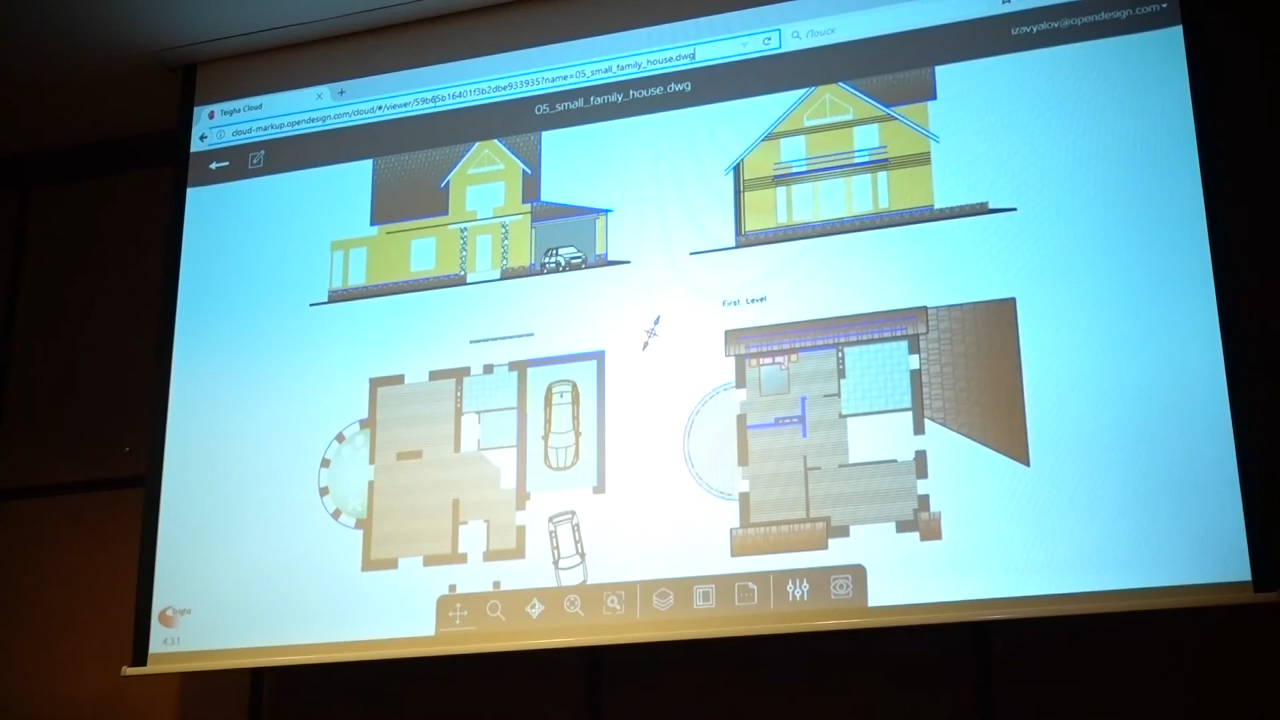 Teigha Cloud
Поиск
izavyalov@opendesign.com
cloud-markup.opendesign.com/cloud/#/viewer/59b65b16401f3b2dbe933935?name=05_small_family_house.dwg
05_small_family_house.dwg
First Level
Teigha
4.3.1